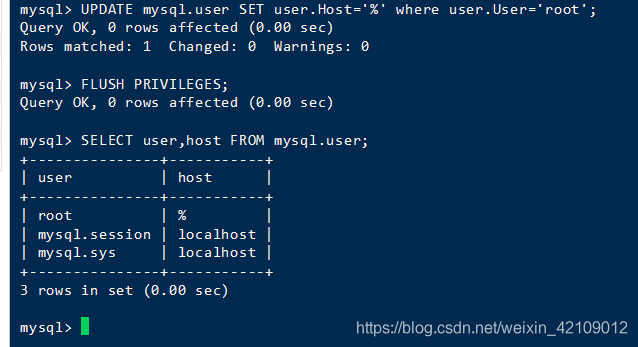 mysql> UPDATE mysql.user SET user.Host='%' where user.User='root';
Query OK, 0 rows affected (0.00 sec)
Rows matched: 1  Changed: 0  Warnings: 0
mysql> FLUSH PRIVILEGES;
Query OK, 0 rows affected (0.00 sec)
mysql> SELECT user,host FROM mysql.user;
+---------------+-----------+
| user          | host      |
+---------------+-----------+
| root          | %         |
| mysql.session | localhost |
| mysql.sys     | localhost |
+---------------+-----------+
3 rows in set (0.00 sec)
mysql>
https://blog.csdn.net/weixin_42109012